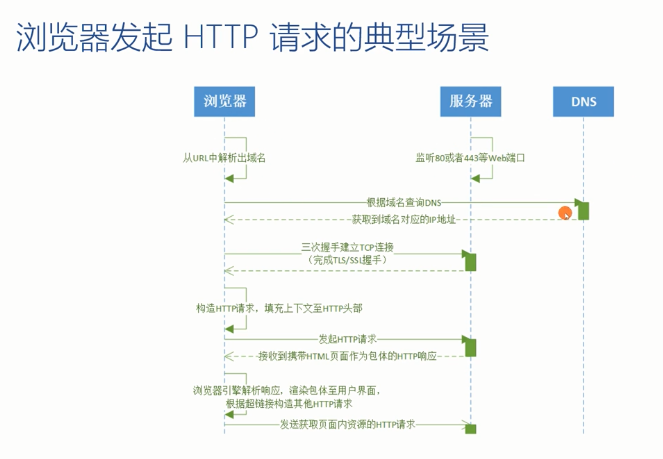 浏览器发起 HTTP 请求的典型场景
浏览器
服务器
DNS
从URL中解析出域名
监听80或者443等Web端口
根据域名查询DNS
获取到域名对应的IP地址
三次握手建立TCP连接
（完成TLS/SSL握手）
构造HTTP请求，填充上下文至HTTP头部
发起HTTP请求
接收到携带HTML页面作为包体的HTTP响应
浏览器引擎解析响应，渲染包体至用户界面，
根据超链接构造其他HTTP请求
发送获取页面内资源的HTTP请求